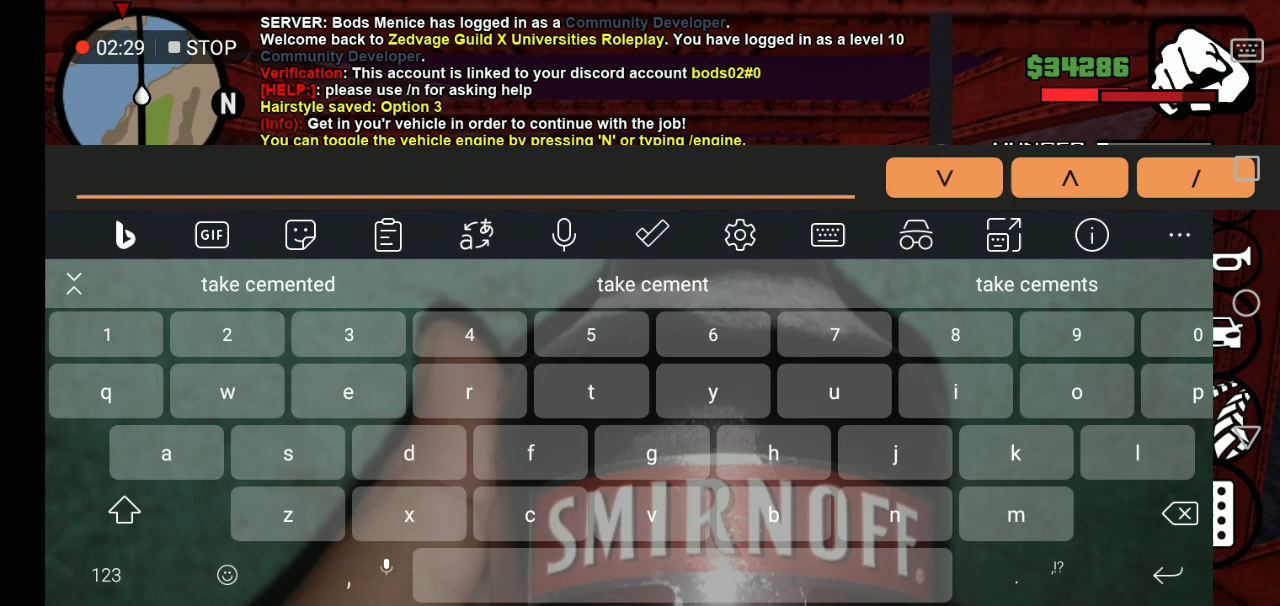 SERVER: Bods Menice has logged in as a Community Developer.
Welcome back to Zedvage Guild X Universities Roleplay. You have logged in as a level 10
Community Developer.
Verification: This account is linked to your discord account bods02#0
[HELP:]: please use /n for asking help
Hairstyle saved: Option 3
(Info): Get in you'r vehicle in order to continue with the job!
You can toggle the vehicle engine by pressing 'N' or typing /engine.
02:29 STOP
N
$34286
V Λ /
GIF
take cemented take cement take cements
1 2 3 4 5 6 7 8 9 0
q w e r t y u i o p
a s d f g h j k l
z x c v b n m
SMIRNOFF
123 , . ,!?